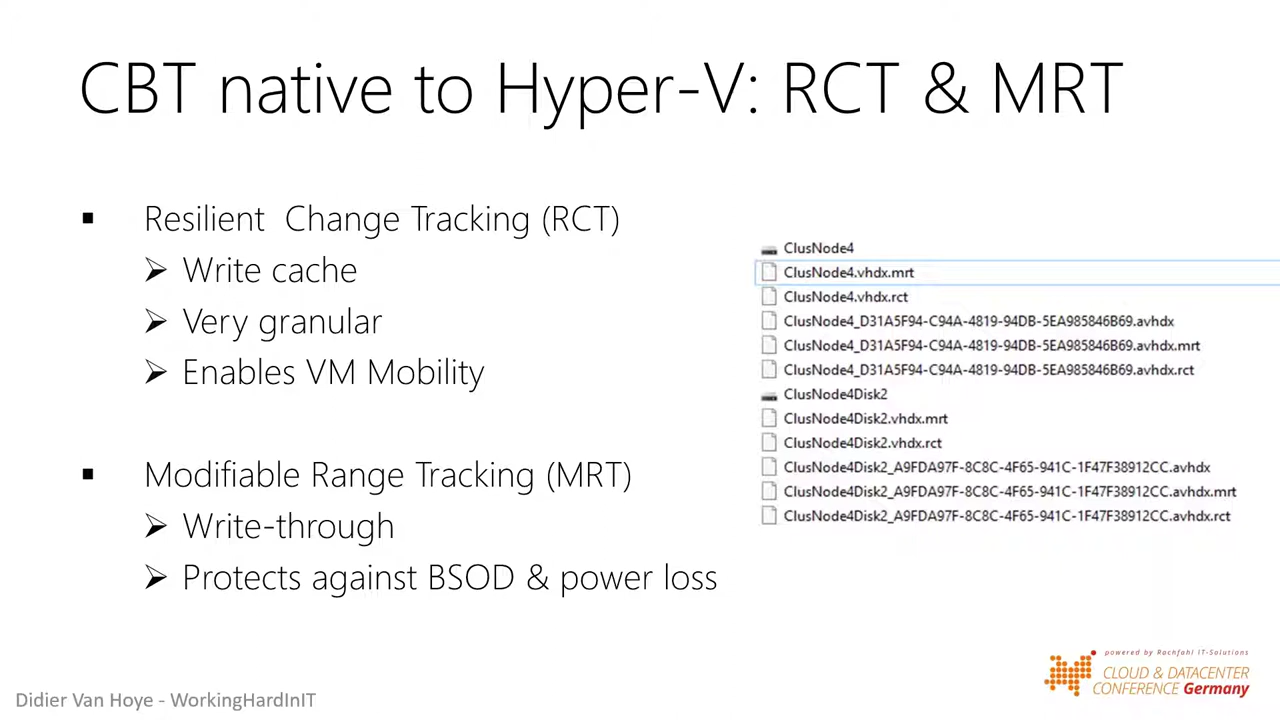 CBT native to Hyper-V: RCT & MRT
Resilient Change Tracking (RCT)
Write cache
Very granular
Enables VM Mobility
Modifiable Range Tracking (MRT)
Write-through
Protects against BSOD & power loss
ClusNode4
ClusNode4.vhdx.mrt
ClusNode4.vhdx.rct
ClusNode4_D31A5F94-C94A-4819-94DB-5EA985846B69.avhdx
ClusNode4_D31A5F94-C94A-4819-94DB-5EA985846B69.avhdx.mrt
ClusNode4_D31A5F94-C94A-4819-94DB-5EA985846B69.avhdx.rct
ClusNode4Disk2
ClusNode4Disk2.vhdx.mrt
ClusNode4Disk2.vhdx.rct
ClusNode4Disk2_A9FDA97F-8C8C-4F65-941C-1F47F38912CC.avhdx
ClusNode4Disk2_A9FDA97F-8C8C-4F65-941C-1F47F38912CC.avhdx.mrt
ClusNode4Disk2_A9FDA97F-8C8C-4F65-941C-1F47F38912CC.avhdx.rct
powered by Rachfahl IT-Solutions
CLOUD & DATACENTER
CONFERENCE Germany
Didier Van Hoye - WorkingHardInIT